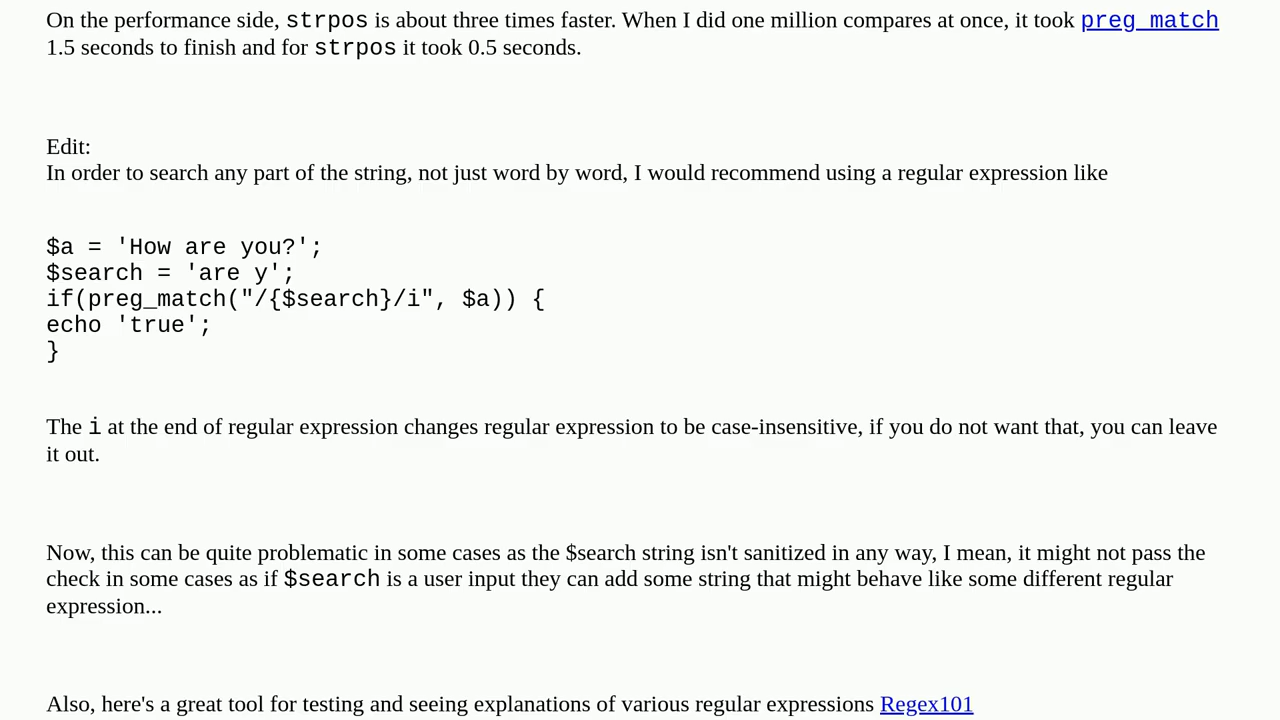 On the performance side, strpos is about three times faster. When I did one million compares at once, it took preg_match
1.5 seconds to finish and for strpos it took 0.5 seconds.
Edit:
In order to search any part of the string, not just word by word, I would recommend using a regular expression like
$a = 'How are you?';
$search = 'are y';
if(preg_match("/{$search}/i", $a)) {
echo 'true';
}
The i at the end of regular expression changes regular expression to be case-insensitive, if you do not want that, you can leave
it out.
Now, this can be quite problematic in some cases as the $search string isn't sanitized in any way, I mean, it might not pass the
check in some cases as if $search is a user input they can add some string that might behave like some different regular
expression...
Also, here's a great tool for testing and seeing explanations of various regular expressions Regex101